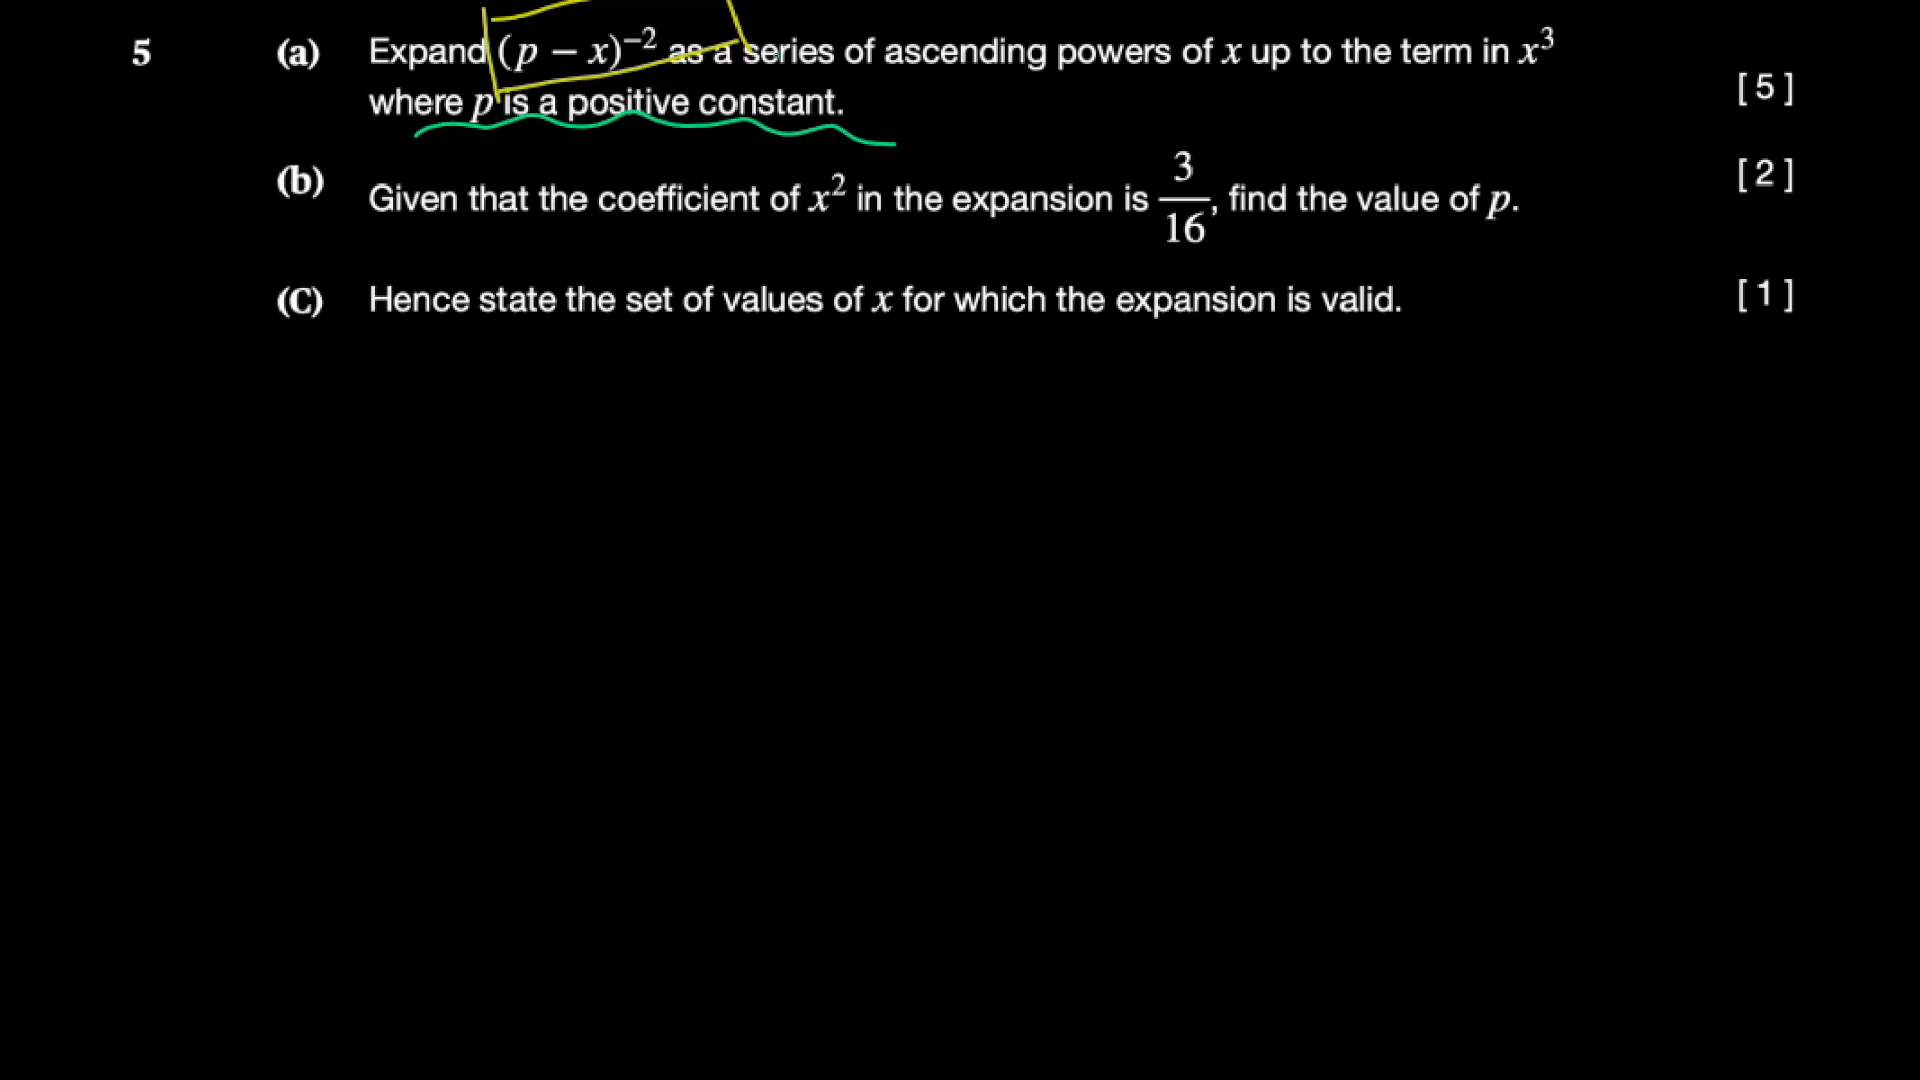 5 (a) Expand (p − x)⁻² as a series of ascending powers of x up to the term in x³
where p is a positive constant. [5]
(b) Given that the coefficient of x² in the expansion is 3/16, find the value of p. [2]
(C) Hence state the set of values of x for which the expansion is valid. [1]